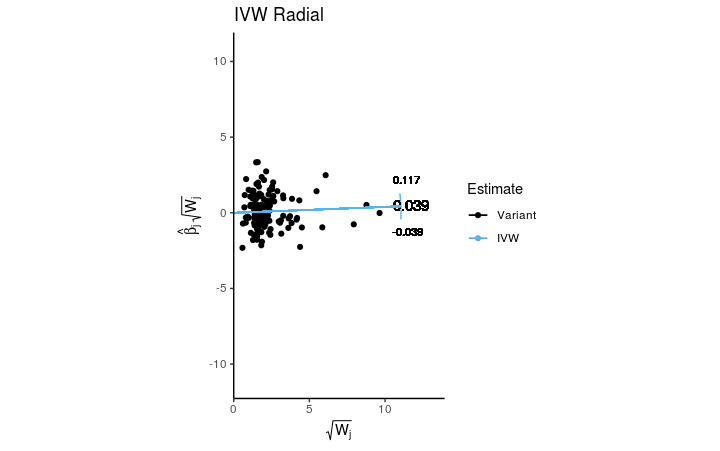 IVW Radial
10
5
0
-5
-10
β̂j√Wj
0.117
0.039
-0.039
0
5
10
√Wj
Estimate
Variant
IVW